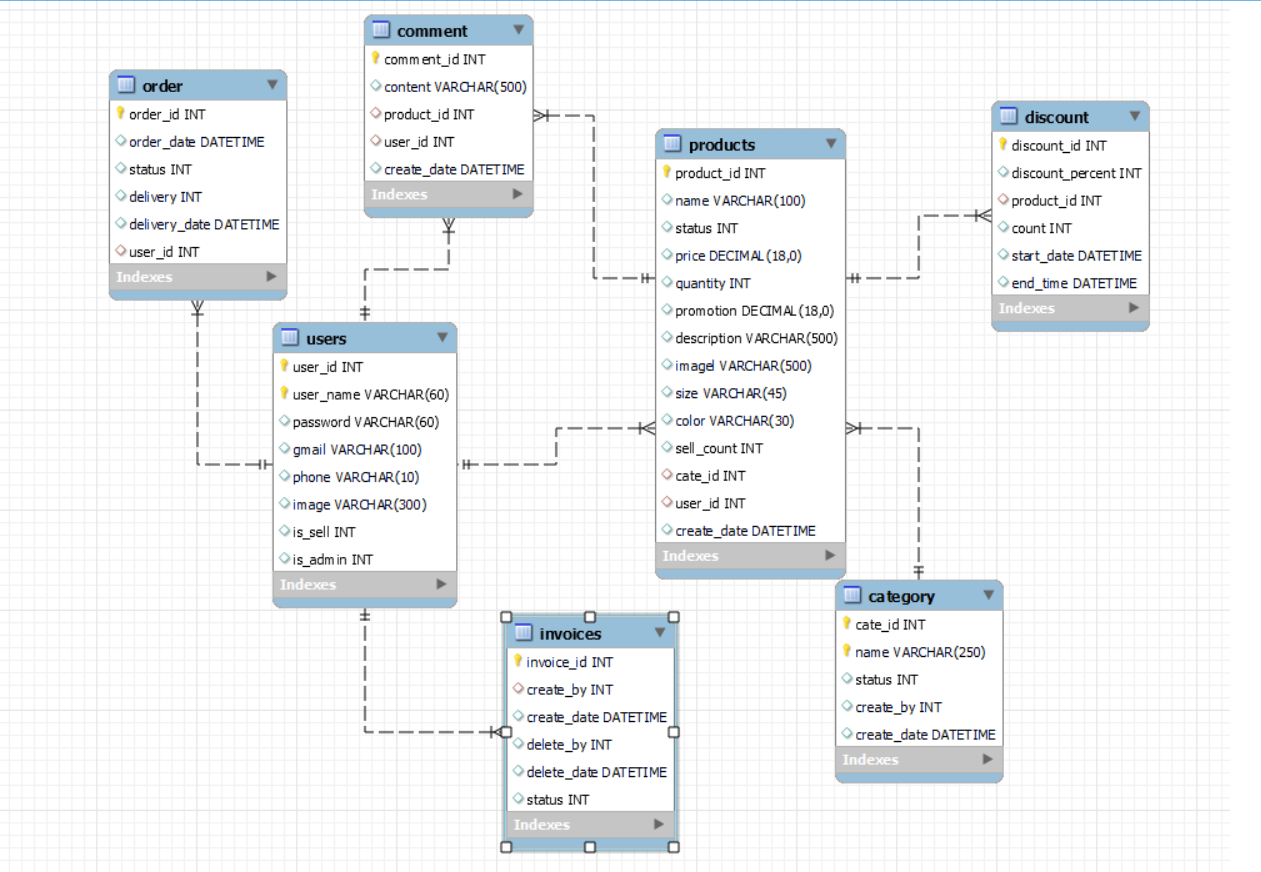 comment
comment_id INT
content VARCHAR(500)
product_id INT
user_id INT
create_date DATETIME
Indexes
order
order_id INT
order_date DATETIME
status INT
delivery INT
delivery_date DATETIME
user_id INT
Indexes
products
product_id INT
name VARCHAR(100)
status INT
price DECIMAL(18,0)
quantity INT
promotion DECIMAL(18,0)
description VARCHAR(500)
imagel VARCHAR(500)
size VARCHAR(45)
color VARCHAR(30)
sell_count INT
cate_id INT
user_id INT
create_date DATETIME
Indexes
discount
discount_id INT
discount_percent INT
product_id INT
count INT
start_date DATETIME
end_time DATETIME
Indexes
users
user_id INT
user_name VARCHAR(60)
password VARCHAR(60)
gmail VARCHAR(100)
phone VARCHAR(10)
image VARCHAR(300)
is_sell INT
is_admin INT
Indexes
invoices
invoice_id INT
create_by INT
create_date DATETIME
delete_by INT
delete_date DATETIME
status INT
Indexes
category
cate_id INT
name VARCHAR(250)
status INT
create_by INT
create_date DATETIME
Indexes